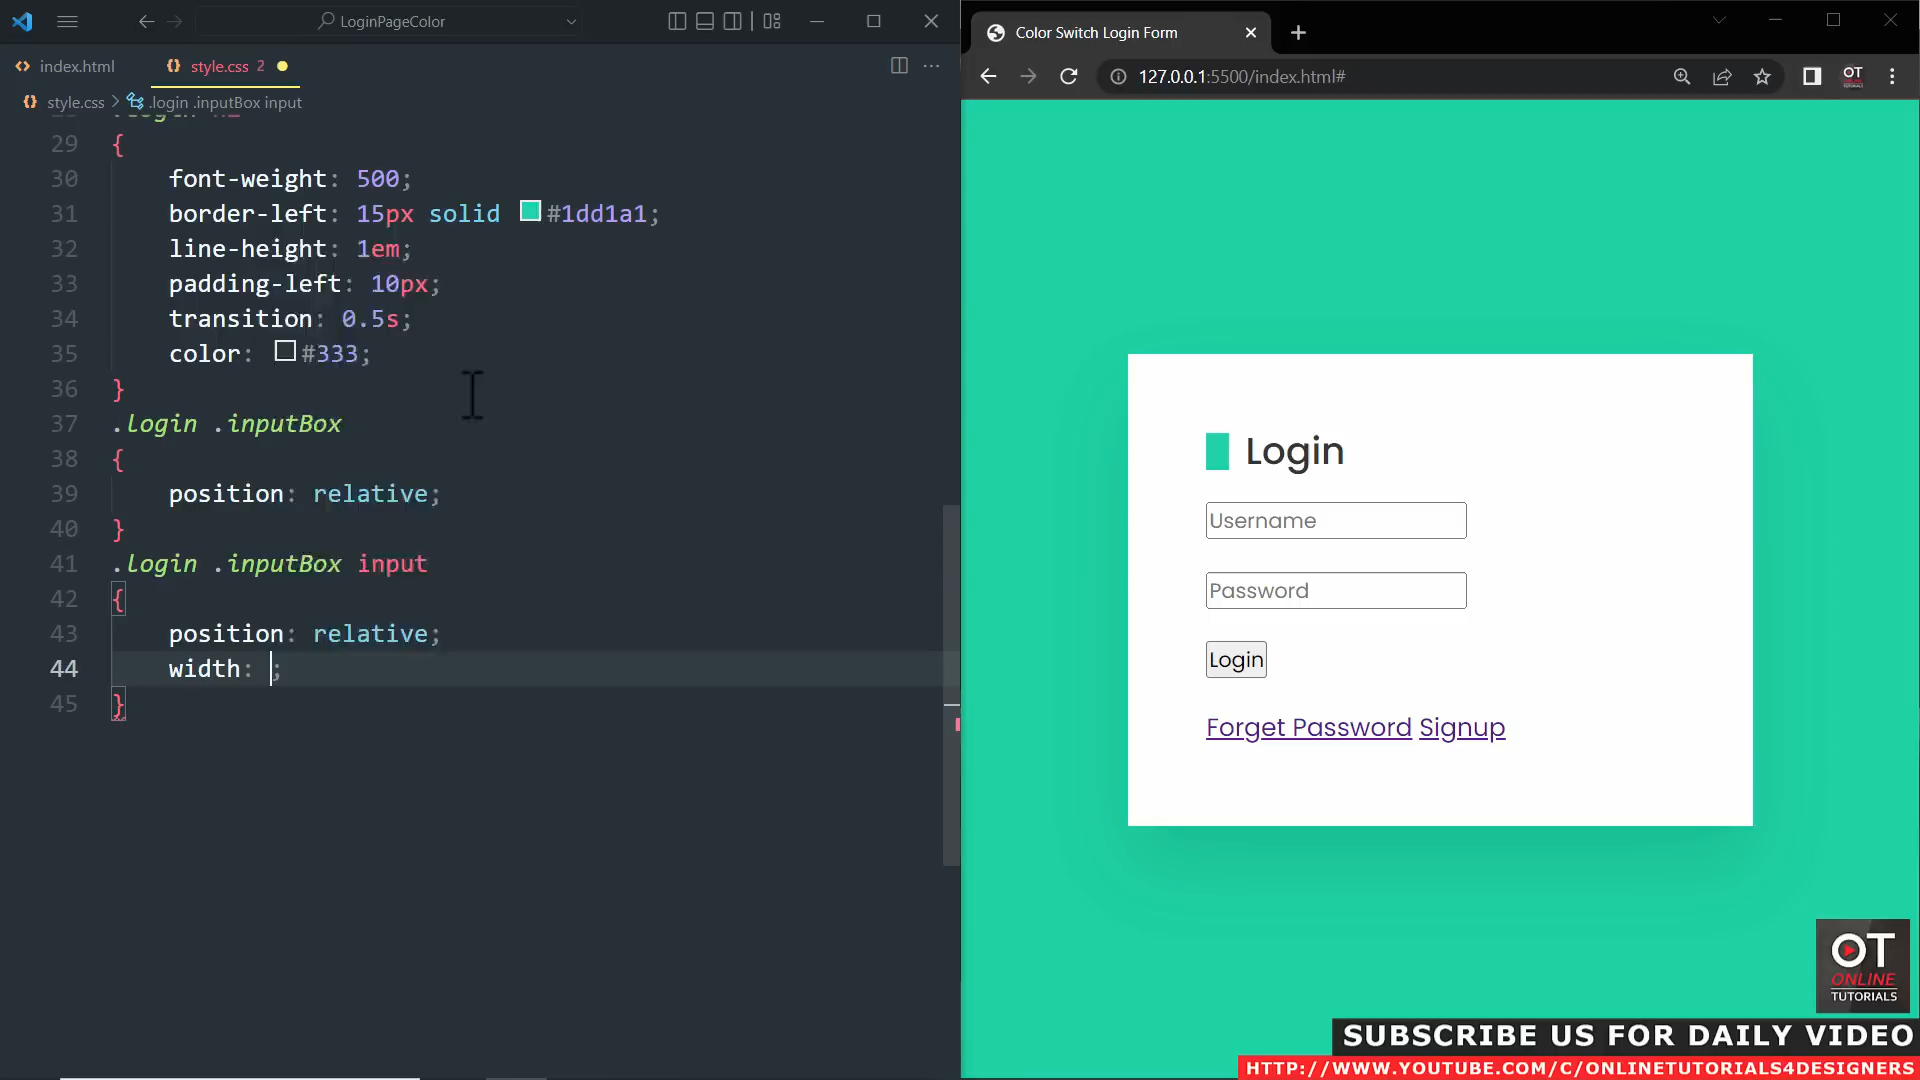 LoginPageColor
index.html
style.css 2
style.css > .login .inputBox input
29 {
30 font-weight: 500;
31 border-left: 15px solid #1dd1a1;
32 line-height: 1em;
33 padding-left: 10px;
34 transition: 0.5s;
35 color: #333;
36 }
37 .login .inputBox
38 {
39 position: relative;
40 }
41 .login .inputBox input
42 {
43 position: relative;
44 width: ;
45 }
Color Switch Login Form
127.0.0.1:5500/index.html#
Login
Username
Password
Login
Forget Password Signup
OT
ONLINE
TUTORIALS
SUBSCRIBE US FOR DAILY VIDEO
HTTP://WWW.YOUTUBE.COM/C/ONLINETUTORIALS4DESIGNERS